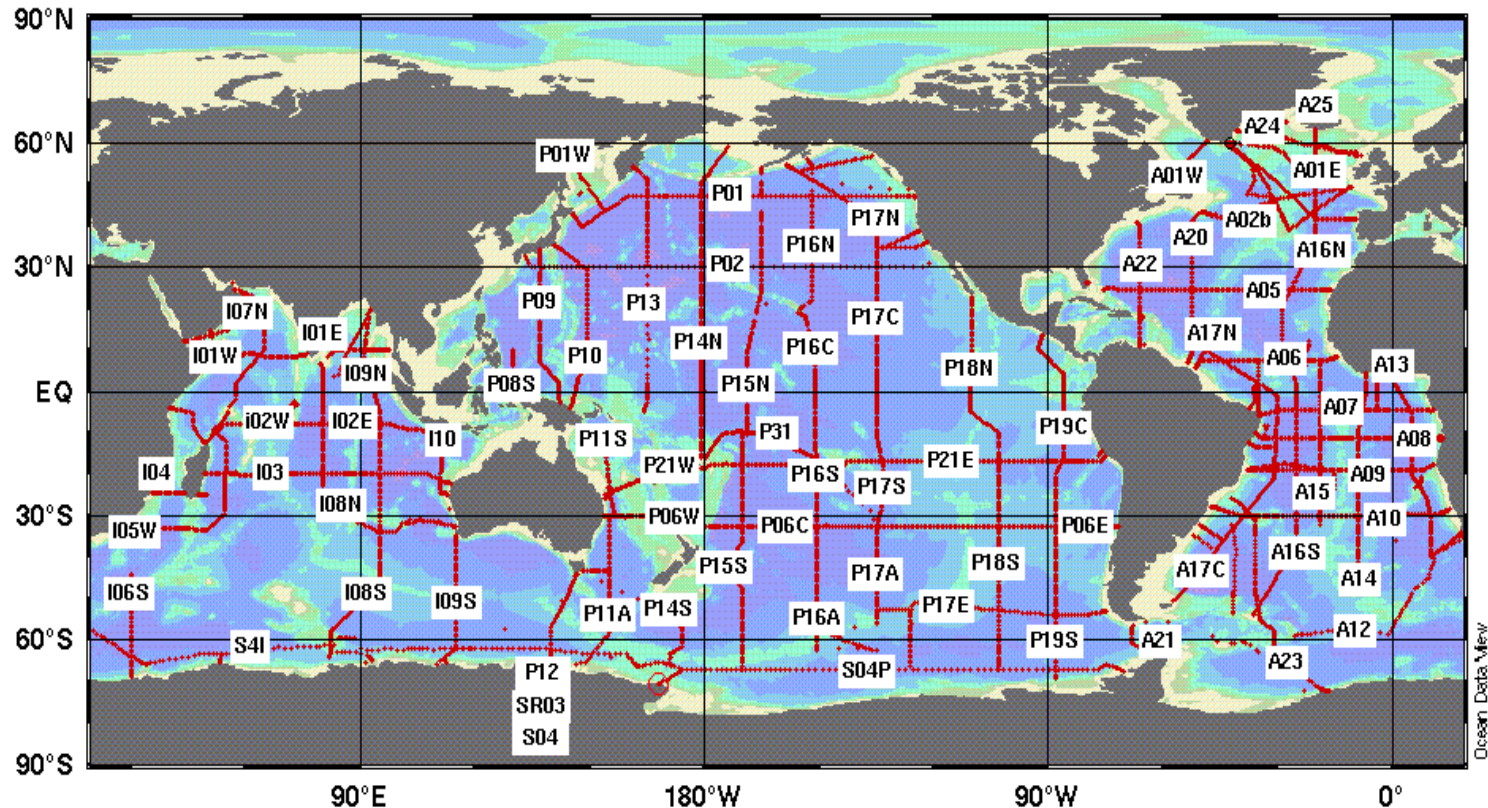 90°N
A25
A24
60°N
P01W
A01W
A01E
P01
P17N
A02b
A20
P16N
A16N
30°N
P02
A22
I07N
P09
P13
A05
I01E
P17C
I01W
P14N
P16C
A17N
A06
P10
P18N
A13
I09N
P08S
P15N
EQ
A07
i02W
I02E
P19C
I10
P11S
P31
A08
I04
I03
P21W
P16S
P21E
A09
P17S
A15
I08N
I05W
P06W
P06C
P06E
A10
30°S
A16S
P15S
P18S
P17A
A17C
A14
I06S
I08S
I09S
P11A
P14S
P17E
P16A
60°S
S4I
P19S
A21
A12
P12
S04P
A23
SR03
S04
90°S
90°E
180°W
90°W
0°
Ocean Data View